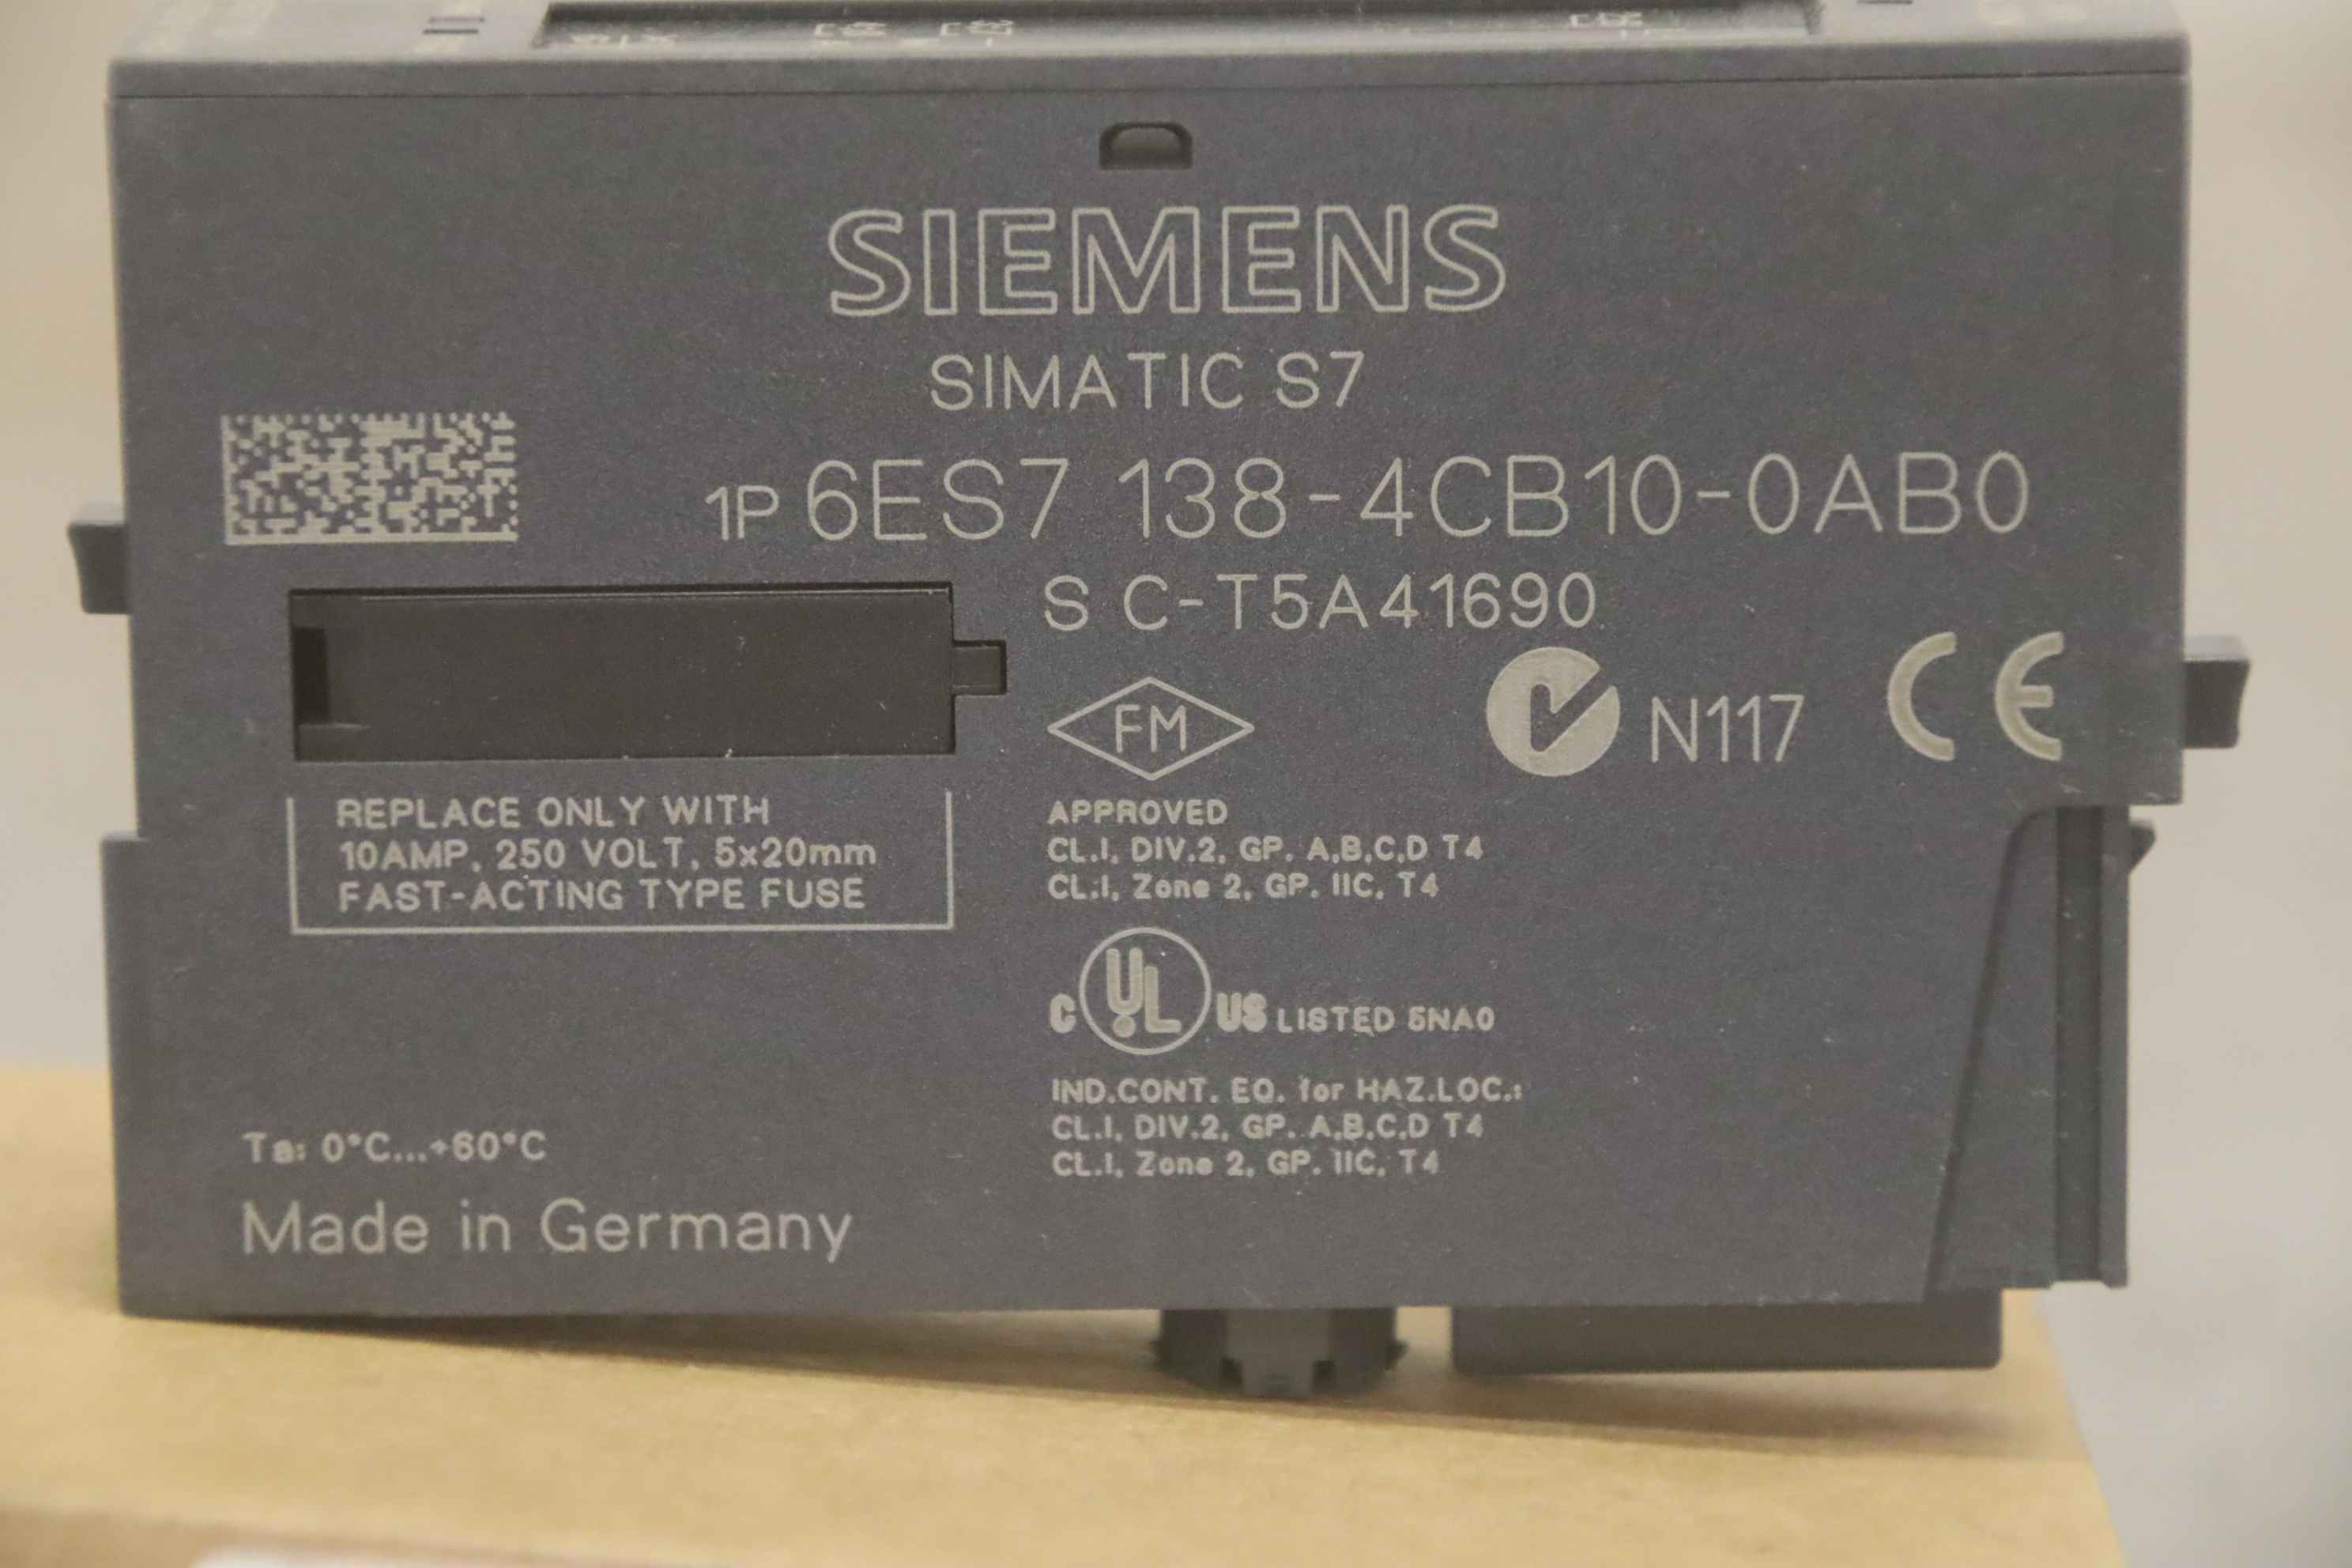 SIEMENS
SIMATIC S7
1P 6ES7 138-4CB10-0AB0
S C-T5A41690
FM
N117
CE
REPLACE ONLY WITH
10AMP, 250 VOLT, 5x20mm
FAST-ACTING TYPE FUSE
APPROVED
CL.I, DIV.2, GP. A,B,C,D T4
CL.I, Zone 2, GP. IIC, T4
C UL US LISTED 5NA0
IND.CONT. EQ. for HAZ.LOC.:
CL.I, DIV.2, GP. A,B,C,D T4
CL.I, Zone 2, GP. IIC, T4
Ta: 0°C...+60°C
Made in Germany